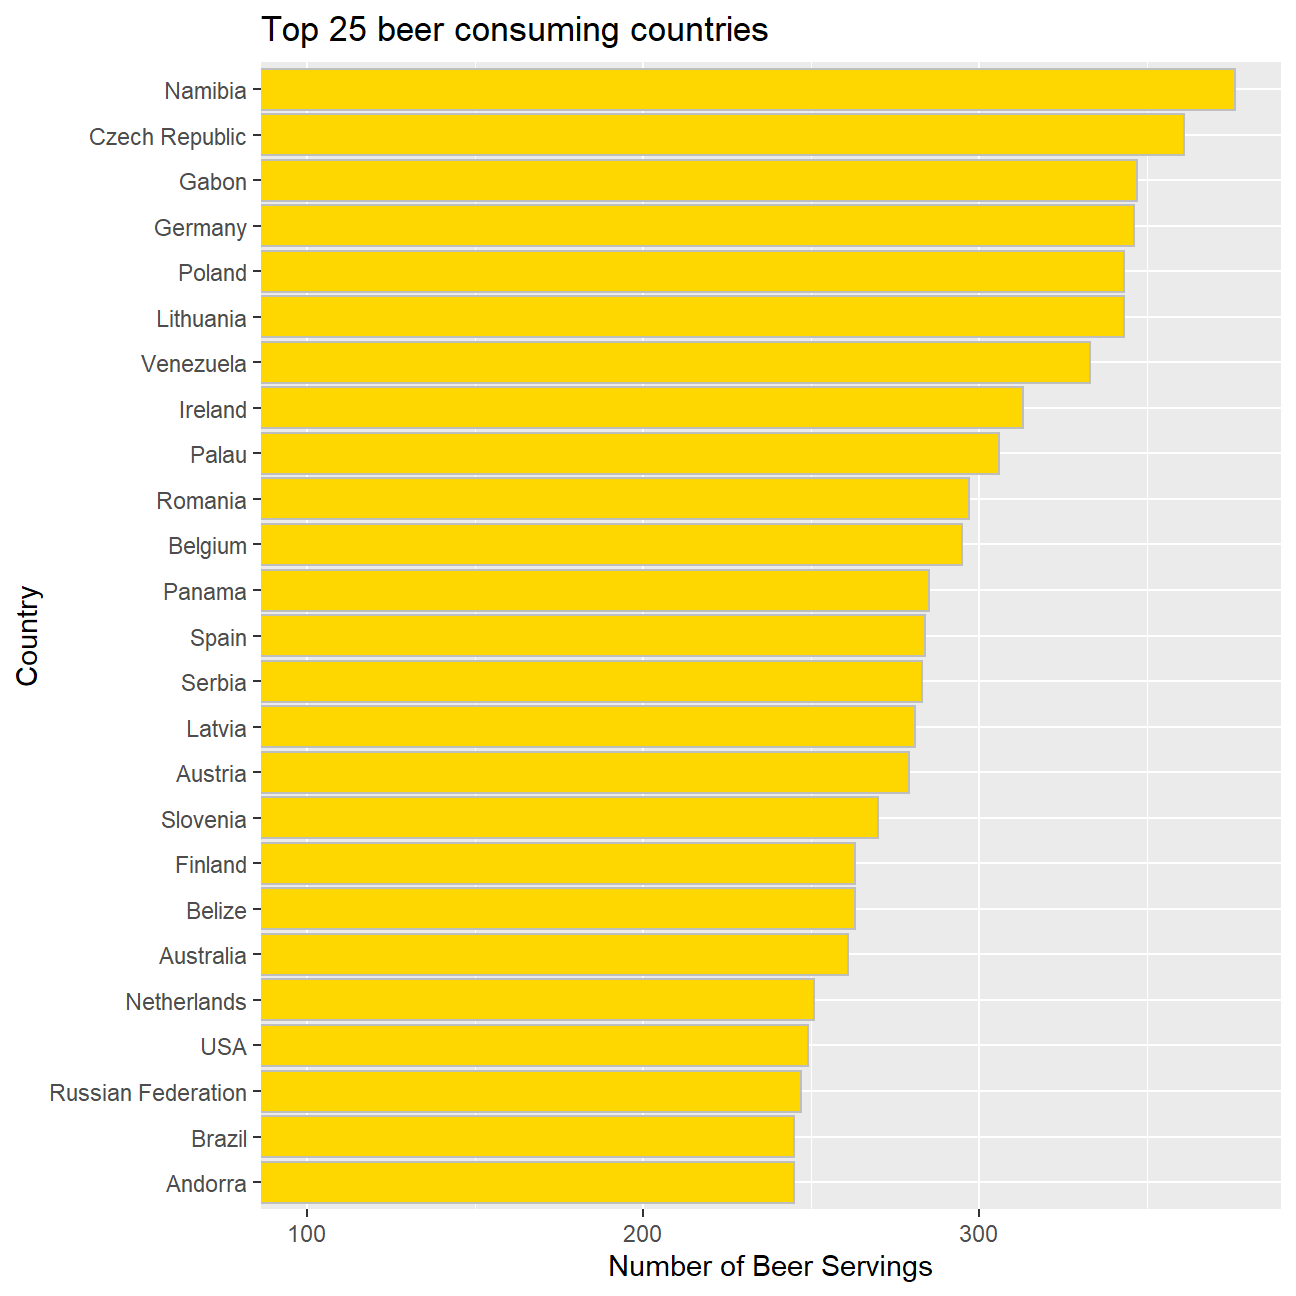 Top 25 beer consuming countries
Namibia
Czech Republic
Gabon
Germany
Poland
Lithuania
Venezuela
Ireland
Palau
Romania
Belgium
Panama
Spain
Serbia
Latvia
Austria
Slovenia
Finland
Belize
Australia
Netherlands
USA
Russian Federation
Brazil
Andorra
Country
100 200 300
Number of Beer Servings